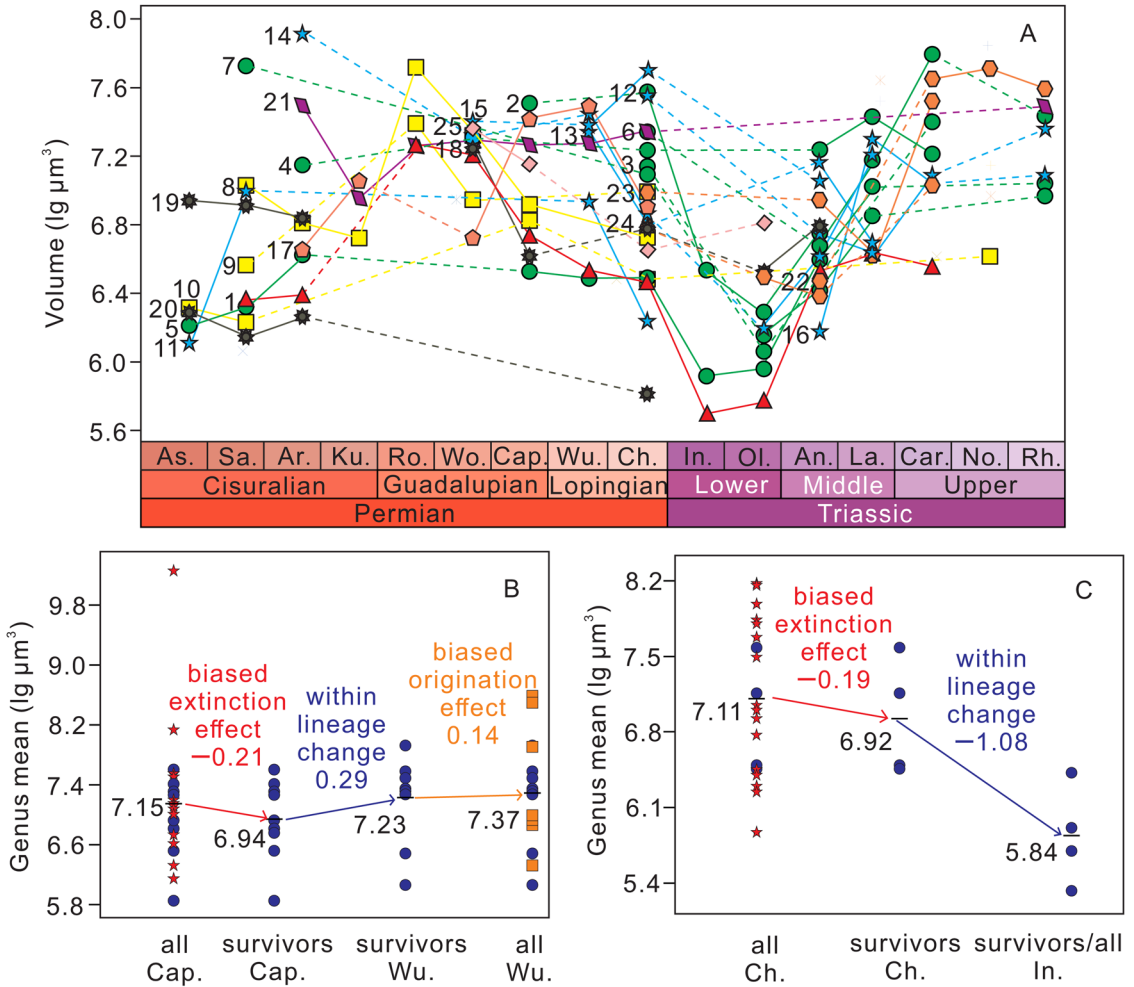 A
8.0
7.6
7.2
6.8
6.4
6.0
5.6
Volume (lg μm³)
14
7
21
4
19
8
17
9
10
1
20
5
11
15
25
18
2
13
12
6
3
23
24
22
16
As. Sa. Ar. Ku. Ro. Wo. Cap. Wu. Ch. In. Ol. An. La. Car. No. Rh.
Cisuralian Guadalupian Lopingian Lower Middle Upper
Permian Triassic
B
9.8
9.0
8.2
7.4
6.6
5.8
Genus mean (lg μm³)
biased
extinction
effect
−0.21
within
lineage
change
0.29
biased
origination
effect
0.14
7.15
6.94
7.23
7.37
all survivors survivors all
Cap. Cap. Wu. Wu.
C
8.2
7.5
6.8
6.1
5.4
Genus mean (lg μm³)
biased
extinction
effect
−0.19
within
lineage
change
−1.08
7.11
6.92
5.84
all survivors survivors/all
Ch. Ch. In.